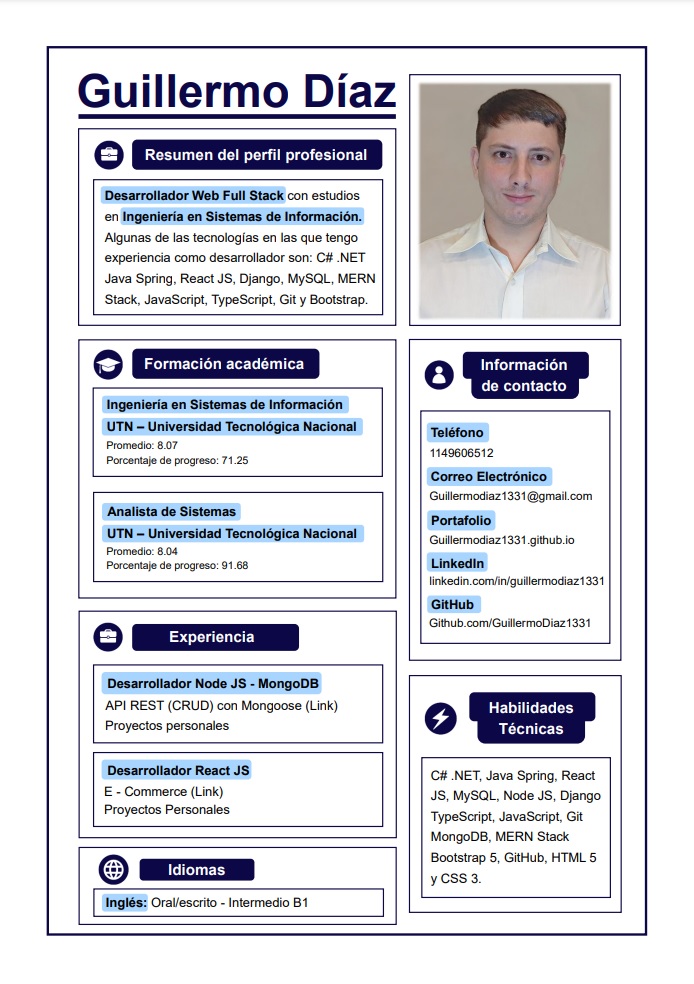 Guillermo Díaz
Resumen del perfil profesional
Desarrollador Web Full Stack con estudios
en Ingeniería en Sistemas de Información.
Algunas de las tecnologías en las que tengo
experiencia como desarrollador son: C# .NET
Java Spring, React JS, Django, MySQL, MERN
Stack, JavaScript, TypeScript, Git y Bootstrap.
Formación académica
Ingeniería en Sistemas de Información
UTN – Universidad Tecnológica Nacional
Promedio: 8.07
Porcentaje de progreso: 71.25
Analista de Sistemas
UTN – Universidad Tecnológica Nacional
Promedio: 8.04
Porcentaje de progreso: 91.68
Experiencia
Desarrollador Node JS - MongoDB
API REST (CRUD) con Mongoose (Link)
Proyectos personales
Desarrollador React JS
E - Commerce (Link)
Proyectos Personales
Idiomas
Inglés: Oral/escrito - Intermedio B1
Información
de contacto
Teléfono
1149606512
Correo Electrónico
Guillermodiaz1331@gmail.com
Portafolio
Guillermodiaz1331.github.io
LinkedIn
linkedin.com/in/guillermodiaz1331
GitHub
Github.com/GuillermoDiaz1331
Habilidades
Técnicas
C# .NET, Java Spring, React
JS, MySQL, Node JS, Django
TypeScript, JavaScript, Git
MongoDB, MERN Stack
Bootstrap 5, GitHub, HTML 5
y CSS 3.